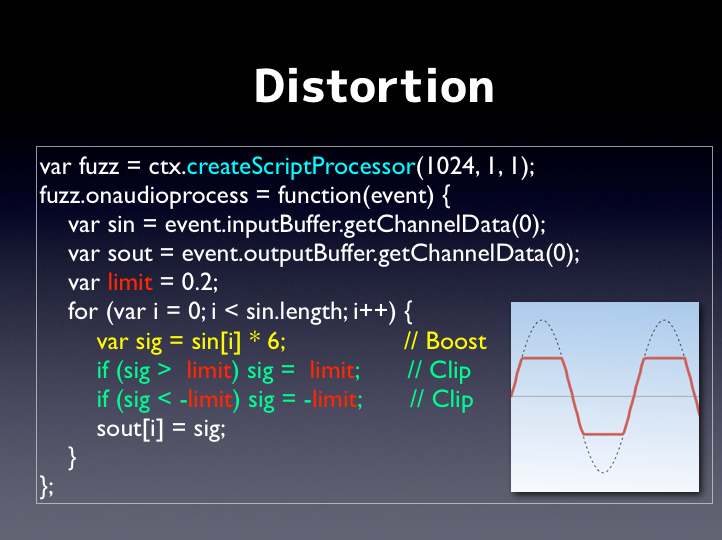 Distortion
var fuzz = ctx.createScriptProcessor(1024, 1, 1);
fuzz.onaudioprocess = function(event) {
var sin = event.inputBuffer.getChannelData(0);
var sout = event.outputBuffer.getChannelData(0);
var limit = 0.2;
for (var i = 0; i < sin.length; i++) {
var sig = sin[i] * 6; // Boost
if (sig > limit) sig = limit; // Clip
if (sig < -limit) sig = -limit; // Clip
sout[i] = sig;
}
};